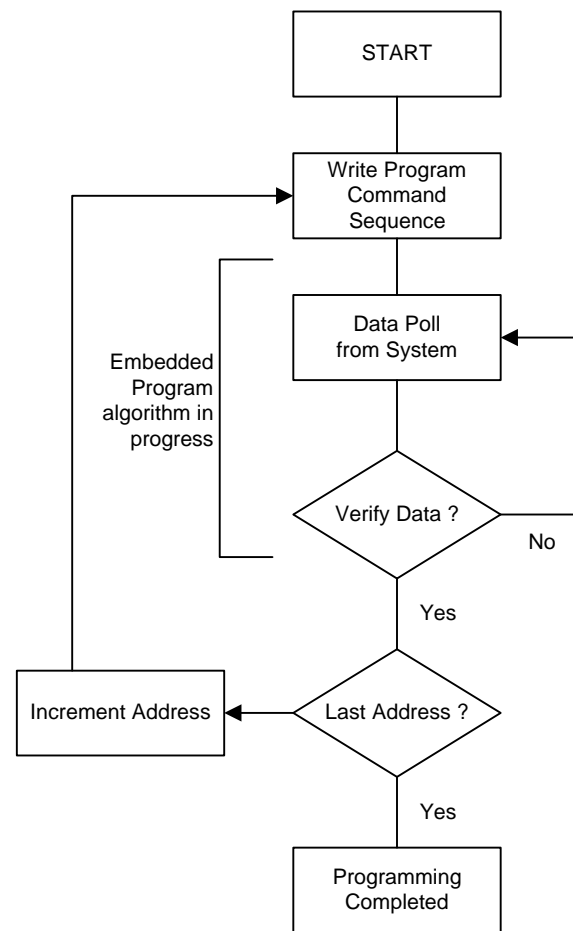 START
Write Program
Command
Sequence
Data Poll
from System
Embedded
Program
algorithm in
progress
Verify Data ?
No
Yes
Increment Address
Last Address ?
Yes
Programming
Completed